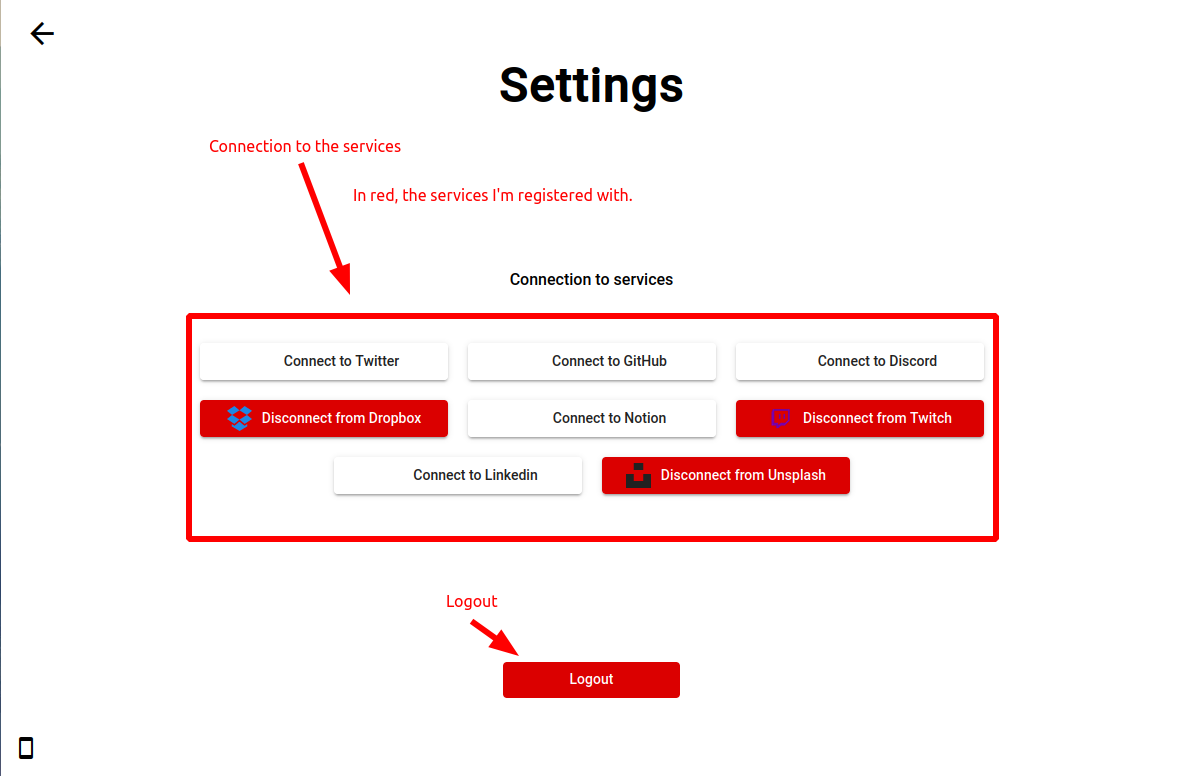 Settings
Connection to the services
In red, the services I'm registered with.
Connection to services
Connect to Twitter
Connect to GitHub
Connect to Discord
Disconnect from Dropbox
Connect to Notion
Disconnect from Twitch
Connect to Linkedin
Disconnect from Unsplash
Logout
Logout